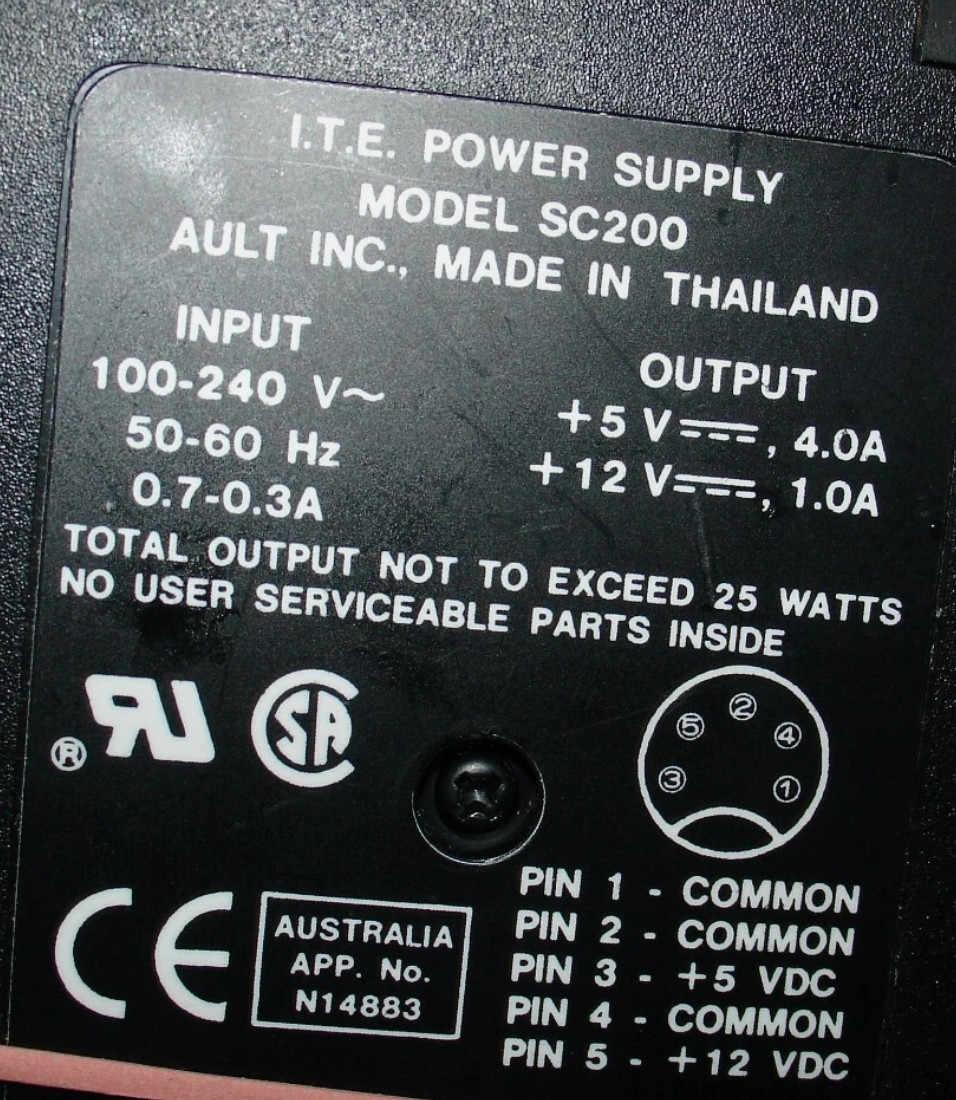 I.T.E. POWER SUPPLY
MODEL SC200
AULT INC., MADE IN THAILAND
INPUT
100-240 V~
50-60 Hz
0.7-0.3A
OUTPUT
+5 V⎓, 4.0A
+12 V⎓, 1.0A
TOTAL OUTPUT NOT TO EXCEED 25 WATTS
NO USER SERVICEABLE PARTS INSIDE
RU ®
CSA
2
5 4
3 1
CE
AUSTRALIA
APP. No.
N14883
PIN 1 - COMMON
PIN 2 - COMMON
PIN 3 - +5 VDC
PIN 4 - COMMON
PIN 5 - +12 VDC